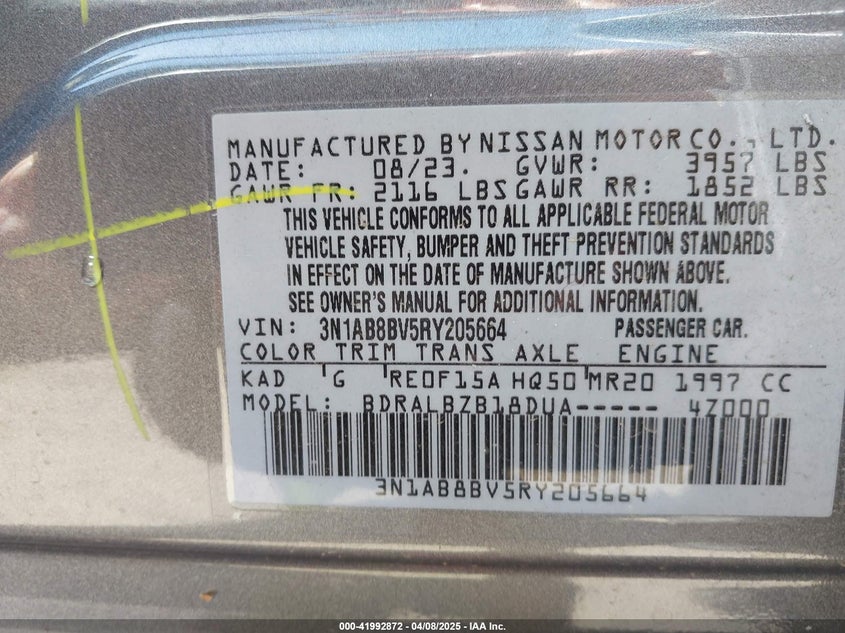 MANUFACTURED BY NISSAN MOTOR CO., LTD.
DATE: 08/23. GVWR: 3957 LBS
GAWR FR: 2116 LBS GAWR RR: 1852 LBS
THIS VEHICLE CONFORMS TO ALL APPLICABLE FEDERAL MOTOR
VEHICLE SAFETY, BUMPER AND THEFT PREVENTION STANDARDS
IN EFFECT ON THE DATE OF MANUFACTURE SHOWN ABOVE.
SEE OWNER'S MANUAL FOR ADDITIONAL INFORMATION.
VIN: 3N1AB8BV5RY205664 PASSENGER CAR.
COLOR TRIM TRANS AXLE ENGINE
KAD G RE0F15A HQ50 MR20 1997 CC
MODEL: BDRALBZB18DUA----- 4Z000
3N1AB8BV5RY205664
000-41992872 04/08/2025 - IAA Inc.